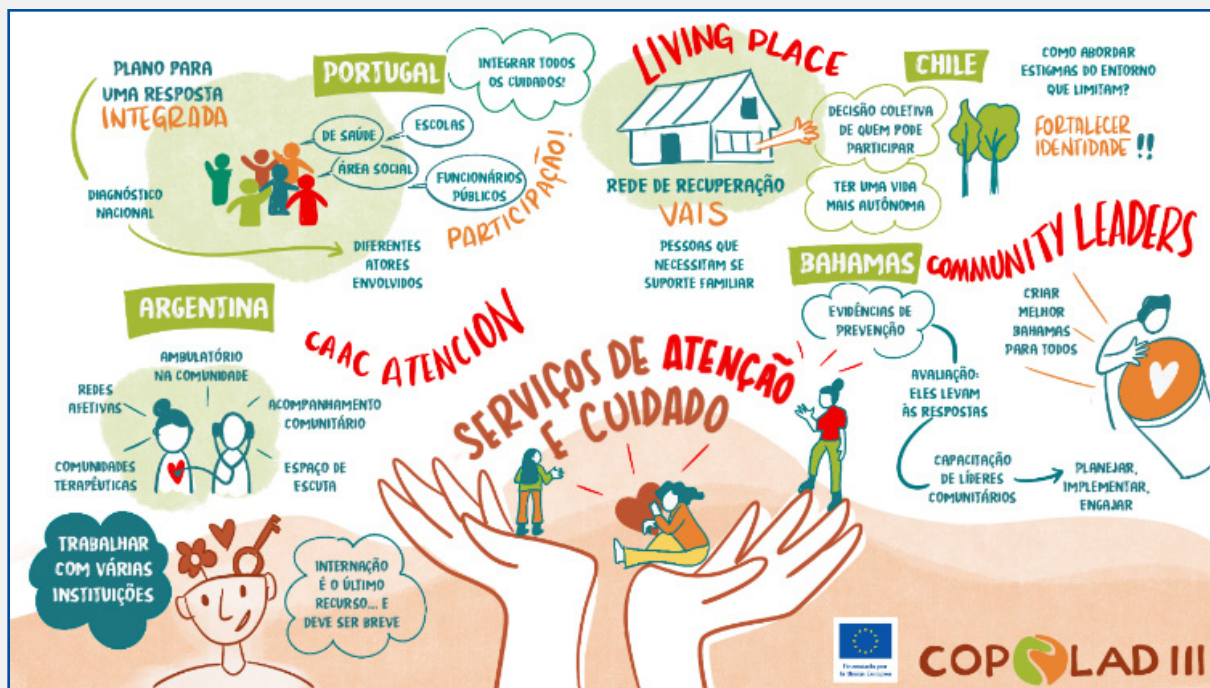 PLANO PARA
UMA RESPOSTA
INTEGRADA
DIAGNÓSTICO
NACIONAL
PORTUGAL
INTEGRAR TODOS
OS CUIDADOS!
DE SAÚDE
ESCOLAS
ÁREA SOCIAL
FUNCIONÁRIOS
PÚBLICOS
PARTICIPAÇÃO!
DIFERENTES
ATORES
ENVOLVIDOS
LIVING PLACE
REDE DE RECUPERAÇÃO
VAIS
PESSOAS QUE
NECESSITAM SE
SUPORTE FAMILIAR
DECISÃO COLETIVA
DE QUEM PODE
PARTICIPAR
TER UMA VIDA
MAIS AUTÔNOMA
CHILE
COMO ABORDAR
ESTIGMAS DO ENTORNO
QUE LIMITAM?
FORTALECER
IDENTIDADE !!
ARGENTINA
CAAC ATENCION
AMBULATÓRIO
NA COMUNIDADE
REDES
AFETIVAS
ACOMPANHAMENTO
COMUNITÁRIO
COMUNIDADES
TERAPÊUTICAS
ESPAÇO DE
ESCUTA
TRABALHAR
COM VÁRIAS
INSTITUIÇÕES
INTERNAÇÃO
É O ÚLTIMO
RECURSO... E
DEVE SER BREVE
SERVIÇOS DE ATENÇÃO
E CUIDADO
BAHAMAS
COMMUNITY LEADERS
EVIDÊNCIAS DE
PREVENÇÃO
AVALIAÇÃO:
ELES LEVAM
ÀS RESPOSTAS
CAPACITAÇÃO
DE LÍDERES
COMUNITÁRIOS
PLANEJAR,
IMPLEMENTAR,
ENGAJAR
CRIAR
MELHOR
BAHAMAS
PARA TODOS
Financiado por
la Unión Europea
COPOLAD III